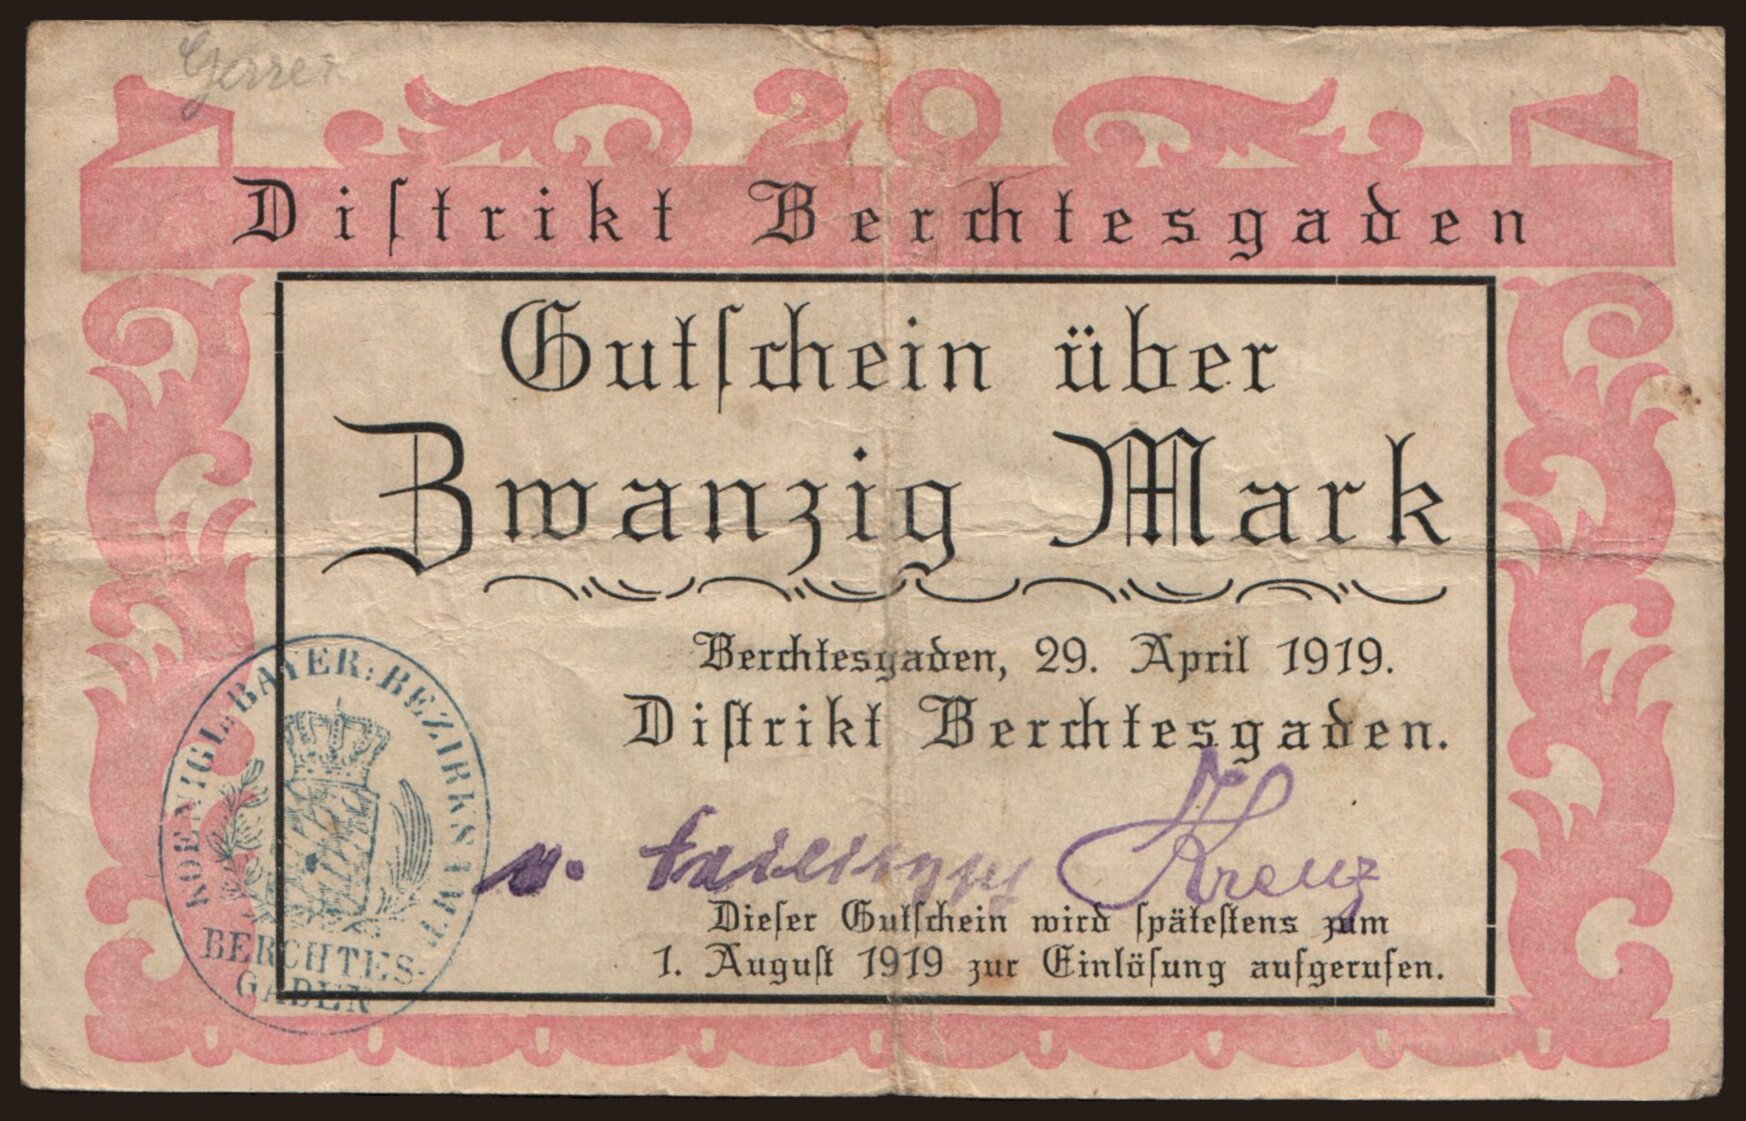 20
Diſtrikt Berchtesgaden
Gutſchein über
Zwanzig Mark
Berchtesgaden, 29. April 1919.
Diſtrikt Berchtesgaden.
KOENIGL. BAYER: BEZIRKSAMT
BERCHTES-
GADEN
Kreuz
Dieſer Gutſchein wird ſpäteſtens zum
1. Auguſt 1919 zur Einlöſung aufgerufen.